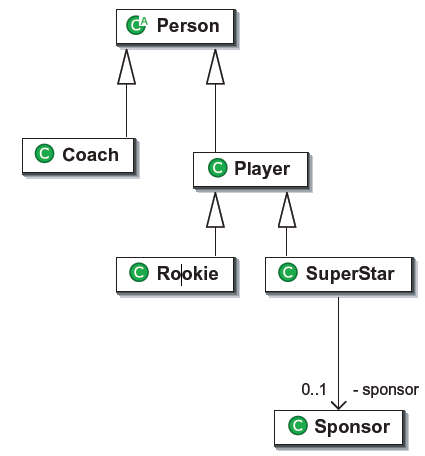 C A Person
C Coach
C Player
C Rookie
C SuperStar
0..1 - sponsor
C Sponsor